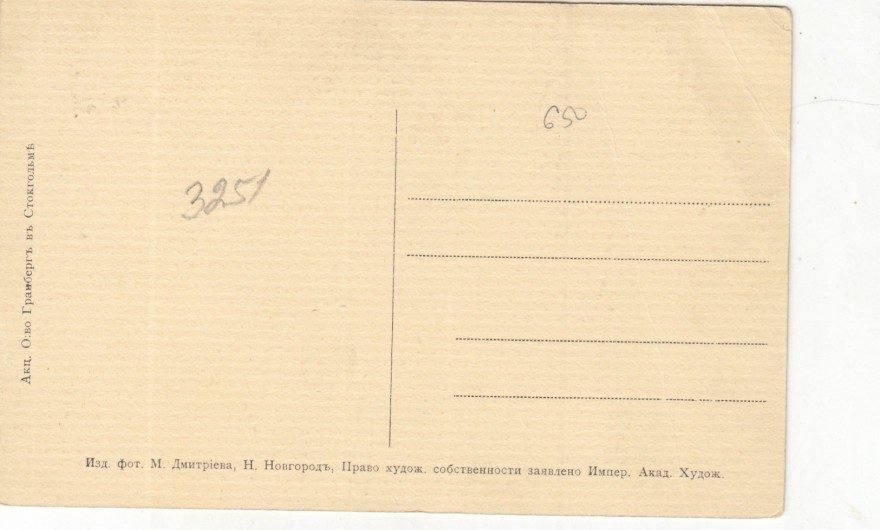 650
3251
Акц. О:во Гранбергъ въ Стокгольмѣ
Изд. фот. М. Дмитріева, Н. Новгородъ, Право худож. собственности заявлено Импер. Акад. Худож.